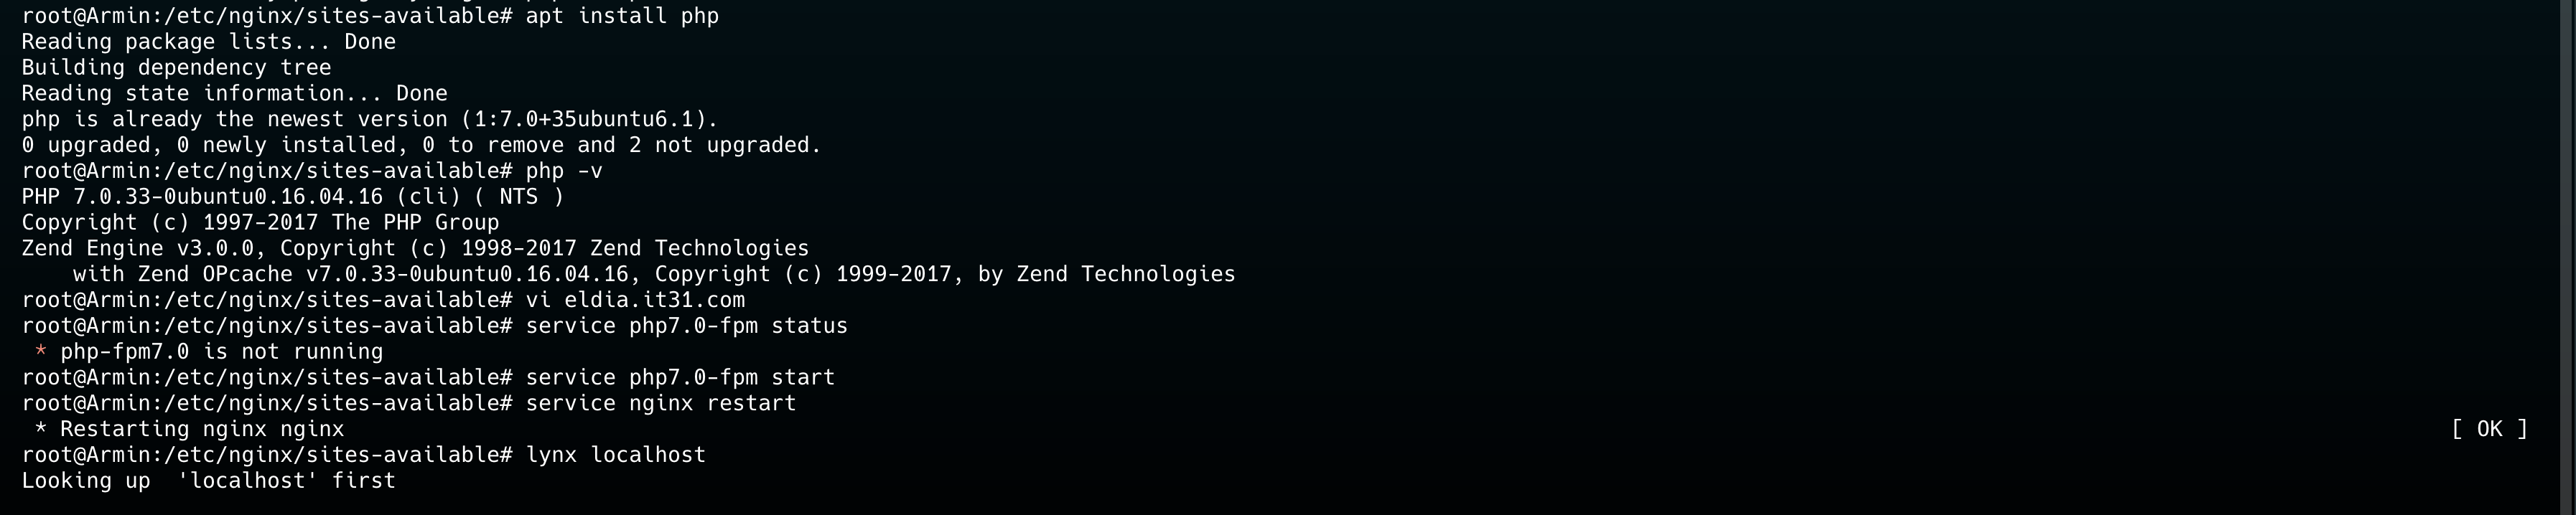 root@Armin:/etc/nginx/sites-available# apt install php
Reading package lists... Done
Building dependency tree
Reading state information... Done
php is already the newest version (1:7.0+35ubuntu6.1).
0 upgraded, 0 newly installed, 0 to remove and 2 not upgraded.
root@Armin:/etc/nginx/sites-available# php -v
PHP 7.0.33-0ubuntu0.16.04.16 (cli) ( NTS )
Copyright (c) 1997-2017 The PHP Group
Zend Engine v3.0.0, Copyright (c) 1998-2017 Zend Technologies
    with Zend OPcache v7.0.33-0ubuntu0.16.04.16, Copyright (c) 1999-2017, by Zend Technologies
root@Armin:/etc/nginx/sites-available# vi eldia.it31.com
root@Armin:/etc/nginx/sites-available# service php7.0-fpm status
 * php-fpm7.0 is not running
root@Armin:/etc/nginx/sites-available# service php7.0-fpm start
root@Armin:/etc/nginx/sites-available# service nginx restart
 * Restarting nginx nginx [ OK ]
root@Armin:/etc/nginx/sites-available# lynx localhost
Looking up  'localhost' first